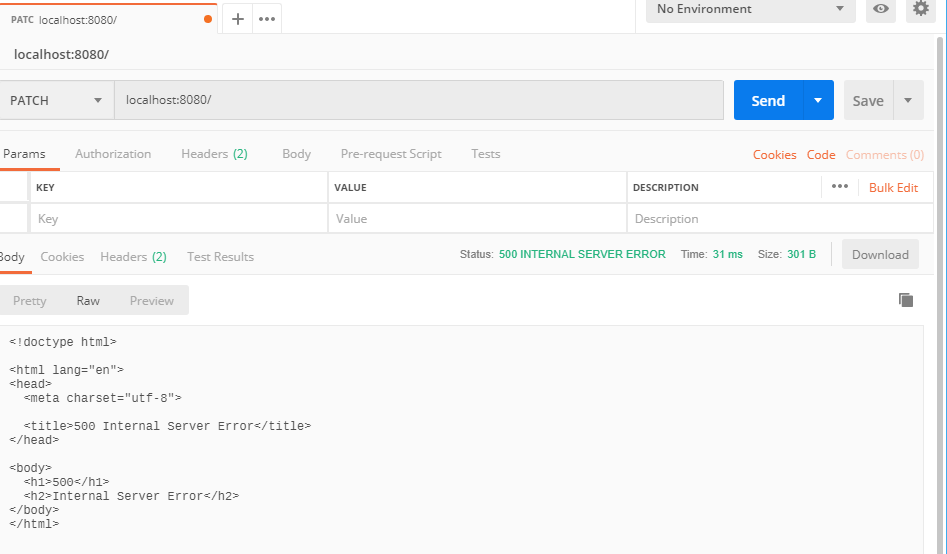 PATC localhost:8080/
No Environment
localhost:8080/
PATCH localhost:8080/ Send Save
Params Authorization Headers (2) Body Pre-request Script Tests Cookies Code Comments (0)
KEY VALUE DESCRIPTION Bulk Edit
Key Value Description
Body Cookies Headers (2) Test Results Status: 500 INTERNAL SERVER ERROR Time: 31 ms Size: 301 B Download
Pretty Raw Preview
<!doctype html>
<html lang="en">
<head>
<meta charset="utf-8">
<title>500 Internal Server Error</title>
</head>
<body>
<h1>500</h1>
<h2>Internal Server Error</h2>
</body>
</html>